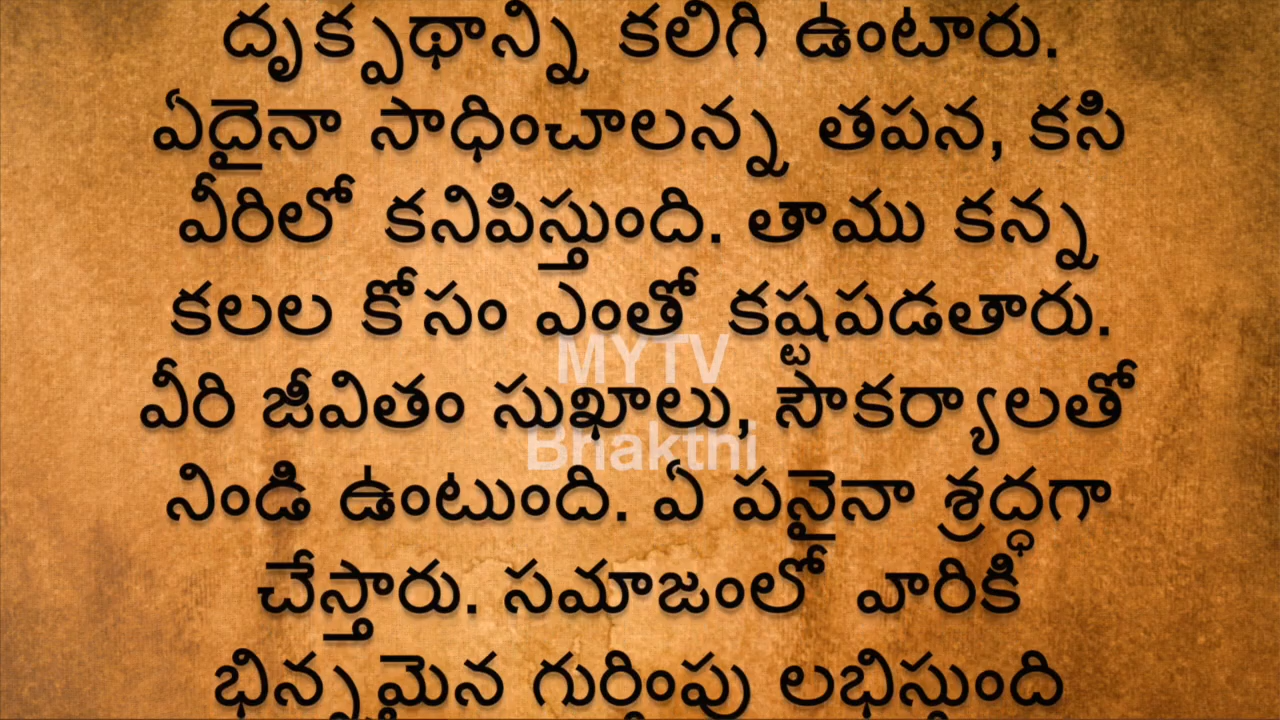 దృక్పథాన్ని కలిగి ఉంటారు.
ఏదైనా సాధించాలన్న తపన, కసి
వీరిలో కనిపిస్తుంది. తాము కన్న
కలల కోసం ఎంతో కష్టపడతారు.
MYTV
వీరి జీవితం సుఖాలు, సౌకర్యాలతో
Bhakthi
నిండి ఉంటుంది. ఏ పనైనా శ్రద్ధగా
చేస్తారు. సమాజంలో వారికి
భిన్నమైన గుర్తింపు లభిస్తుంది